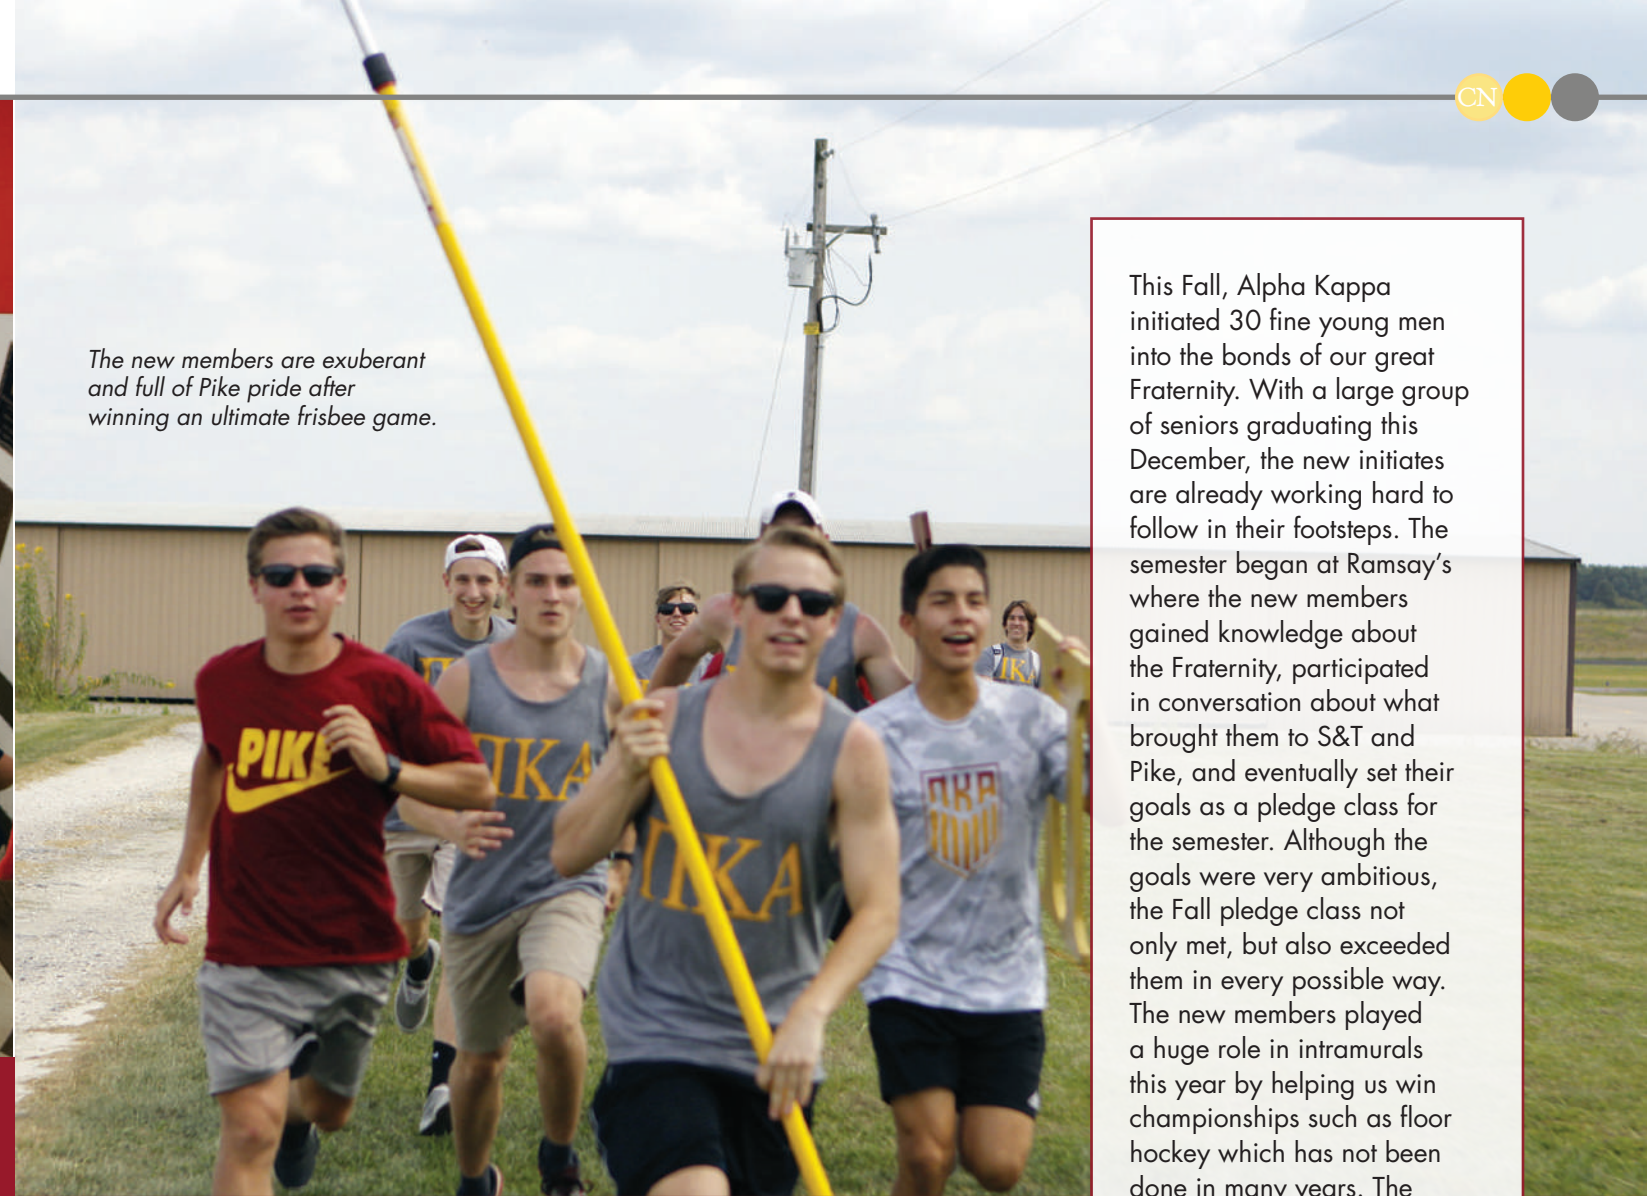 CN
The new members are exuberant
and full of Pike pride after
winning an ultimate frisbee game.
PIKE
ΠΚΑ
ΠΚΑ
ΠΚΑ
This Fall, Alpha Kappa
initiated 30 fine young men
into the bonds of our great
Fraternity. With a large group
of seniors graduating this
December, the new initiates
are already working hard to
follow in their footsteps. The
semester began at Ramsay’s
where the new members
gained knowledge about
the Fraternity, participated
in conversation about what
brought them to S&T and
Pike, and eventually set their
goals as a pledge class for
the semester. Although the
goals were very ambitious,
the Fall pledge class not
only met, but also exceeded
them in every possible way.
The new members played
a huge role in intramurals
this year by helping us win
championships such as floor
hockey which has not been
done in many years. The